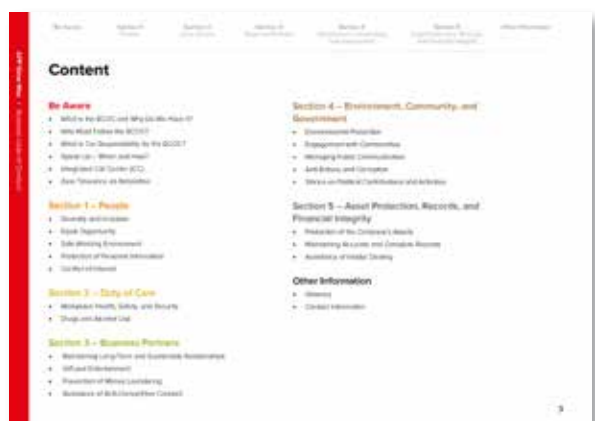 Be Aware
Content
Be Aware
What is the BCOC and Why Do We Have It?
Who Must Follow the BCOC?
What is Our Responsibility for the BCOC?
Speak Up – When and How?
Integrated Call Center (ICC)
Zero Tolerance on Retaliation
Section 1 – People
Diversity and Inclusion
Equal Opportunity
Safe Working Environment
Protection of Personal Information
Conflict of Interest
Section 2 – Duty of Care
Workplace Health, Safety, and Security
Drugs and Alcohol Use
Section 3 – Business Partners
Maintaining Long-Term and Sustainable Relationships
Gift and Entertainment
Prevention of Money Laundering
Avoidance of Anti-Competitive Conduct
Section 4 – Environment, Community, and
Government
Environmental Protection
Engagement with Communities
Managing Public Communication
Anti-Bribery and Corruption
Stance on Political Contributions and Activities
Section 5 – Asset Protection, Records, and
Financial Integrity
Protection of the Company's Assets
Maintaining Accurate and Complete Records
Avoidance of Insider Dealing
Other Information
Glossary
Contact Information
3